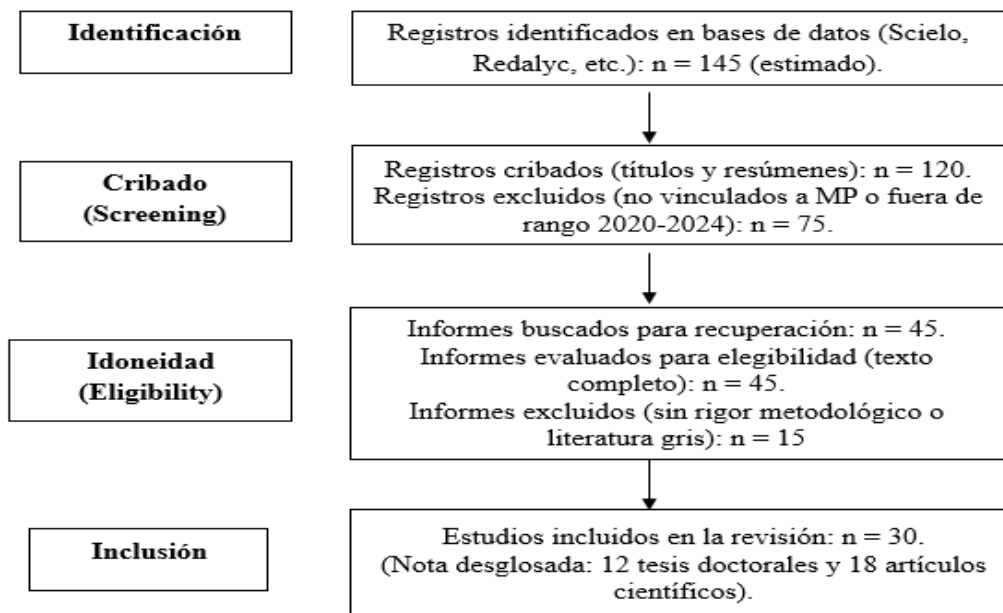 Identificación
Registros identificados en bases de datos (Scielo,
Redalyc, etc.): n = 145 (estimado).
Cribado
(Screening)
Registros cribados (títulos y resúmenes): n = 120.
Registros excluidos (no vinculados a MP o fuera de
rango 2020-2024): n = 75.
Idoneidad
(Eligibility)
Informes buscados para recuperación: n = 45.
Informes evaluados para elegibilidad (texto
completo): n = 45.
Informes excluidos (sin rigor metodológico o
literatura gris): n = 15
Inclusión
Estudios incluidos en la revisión: n = 30.
(Nota desglosada: 12 tesis doctorales y 18 artículos
científicos).